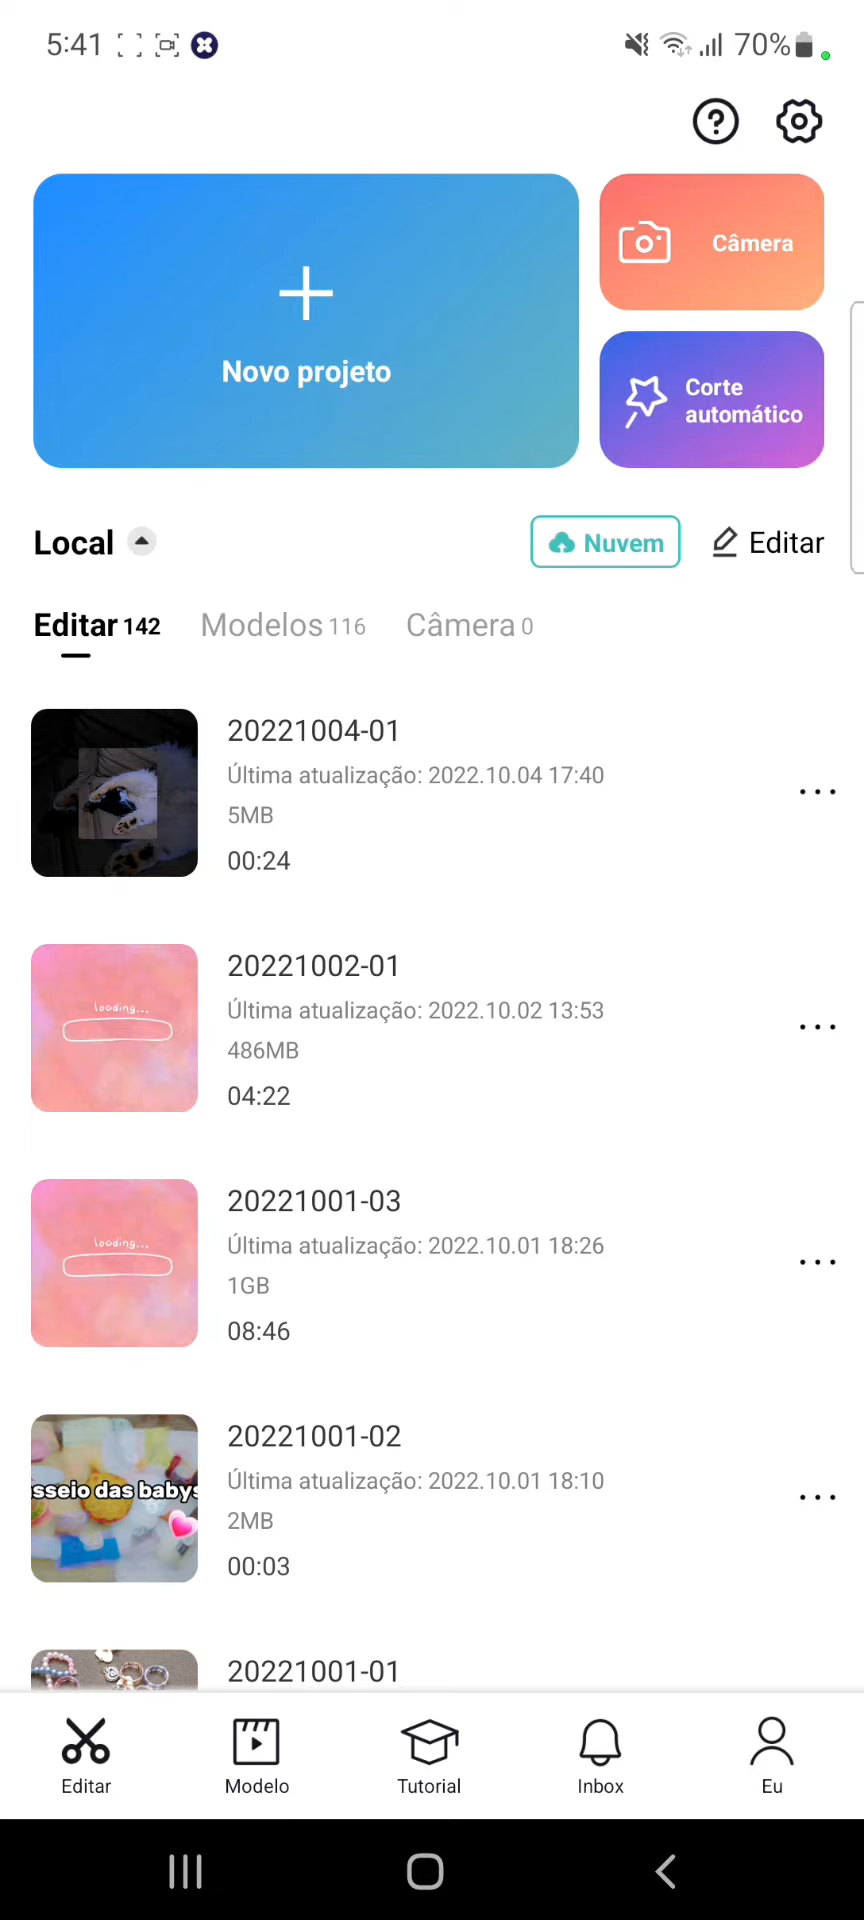 5:41
70%
Novo projeto
Câmera
Corte
automático
Local
Nuvem
Editar
Editar 142
Modelos 116
Câmera 0
20221004-01
Última atualização: 2022.10.04 17:40
5MB
00:24
loading...
20221002-01
Última atualização: 2022.10.02 13:53
486MB
04:22
loading...
20221001-03
Última atualização: 2022.10.01 18:26
1GB
08:46
sseio das babys
20221001-02
Última atualização: 2022.10.01 18:10
2MB
00:03
20221001-01
Editar
Modelo
Tutorial
Inbox
Eu